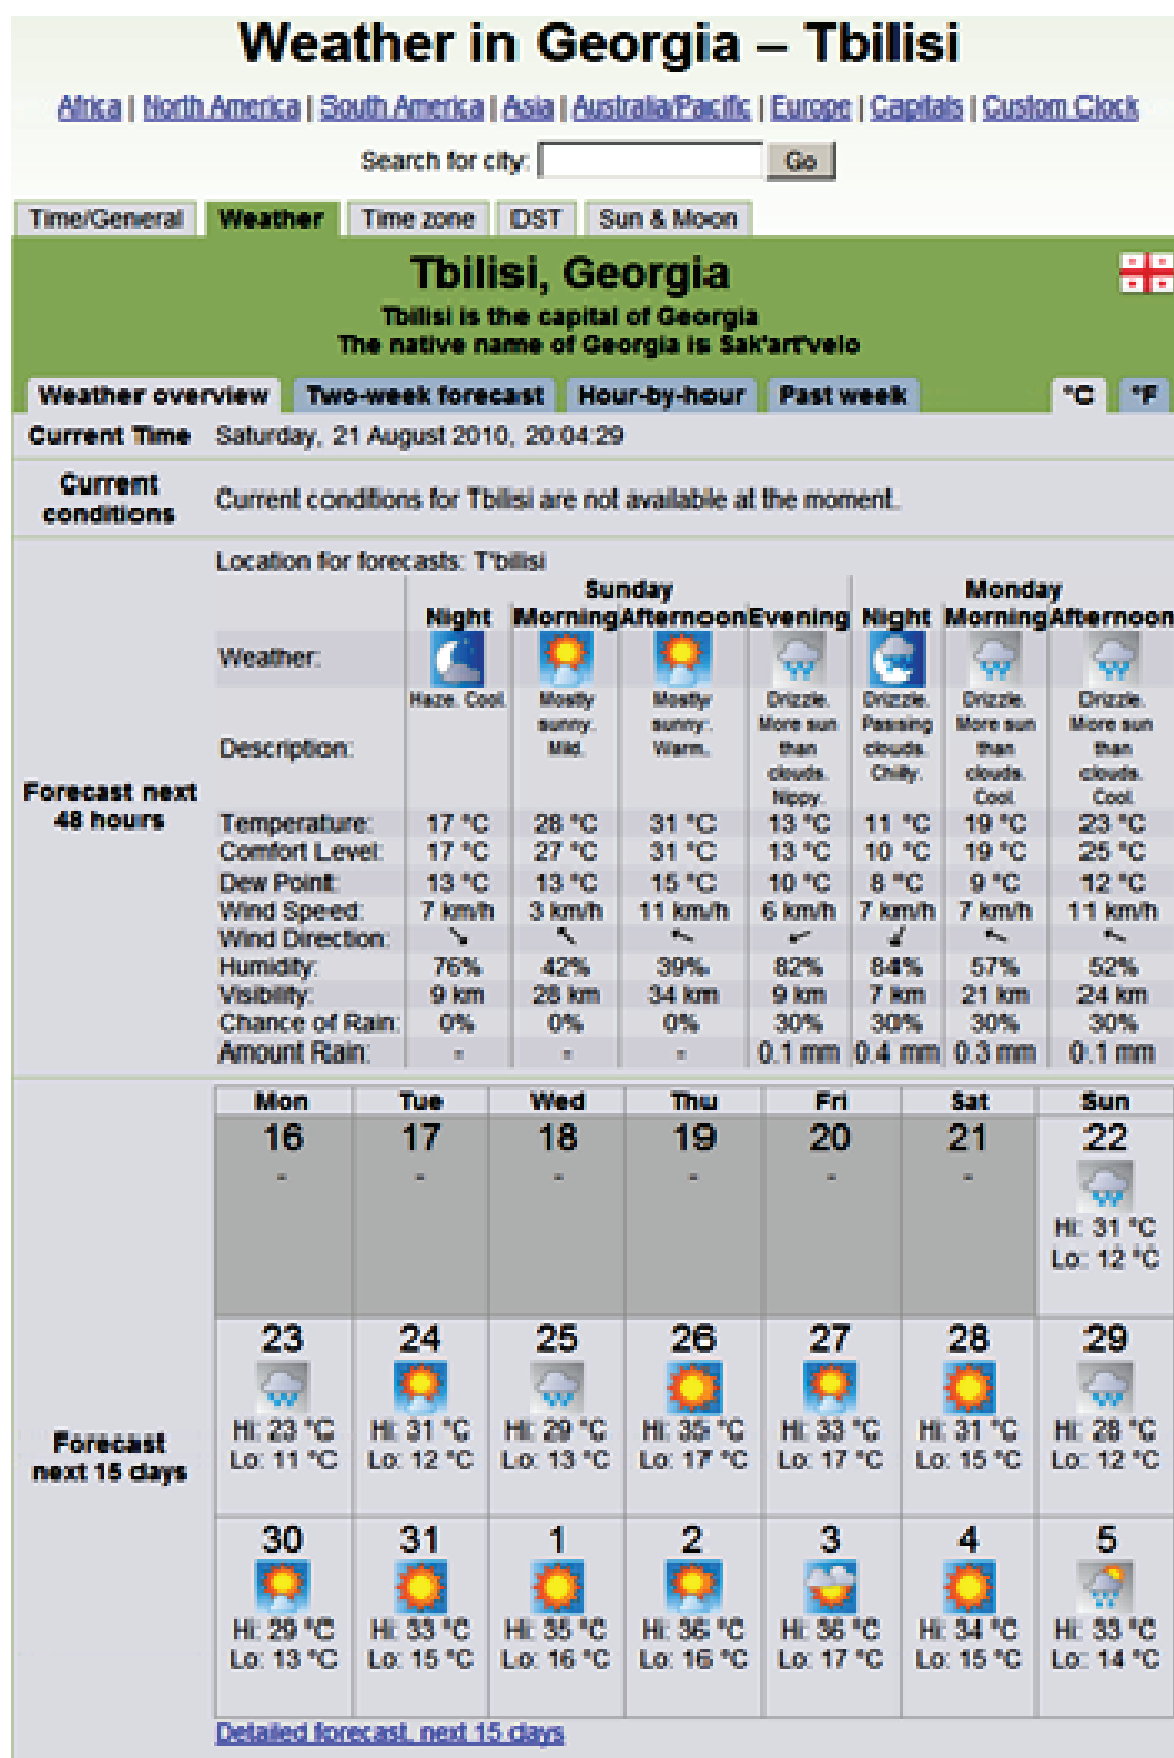 Weather in Georgia – Tbilisi
Africa | North America | South America | Asia | Australia/Pacific | Europe | Capitals | Custom Clock
Search for city: Go
Time/General Weather Time zone DST Sun & Moon
Tbilisi, Georgia
Tbilisi is the capital of Georgia
The native name of Georgia is Sak'art'velo
Weather overview Two-week forecast Hour-by-hour Past week °C °F
Current Time Saturday, 21 August 2010, 20:04:29
Current conditions Current conditions for Tbilisi are not available at the moment.
Location for forecasts: T'bilisi
Sunday Monday
Night Morning Afternoon Evening Night Morning Afternoon
Weather:
Description: Haze. Cool. Mostly sunny. Mild. Mostly sunny. Warm. Drizzle. More sun than clouds. Nippy. Drizzle. Passing clouds. Chilly. Drizzle. More sun than clouds. Cool. Drizzle. More sun than clouds. Cool.
Forecast next 48 hours
Temperature: 17 °C 28 °C 31 °C 13 °C 11 °C 19 °C 23 °C
Comfort Level: 17 °C 27 °C 31 °C 13 °C 10 °C 19 °C 25 °C
Dew Point: 13 °C 13 °C 15 °C 10 °C 8 °C 9 °C 12 °C
Wind Speed: 7 km/h 3 km/h 11 km/h 6 km/h 7 km/h 7 km/h 11 km/h
Wind Direction:
Humidity: 76% 42% 39% 82% 84% 57% 52%
Visibility: 9 km 28 km 34 km 9 km 7 km 21 km 24 km
Chance of Rain: 0% 0% 0% 30% 30% 30% 30%
Amount Rain: - - - 0.1 mm 0.4 mm 0.3 mm 0.1 mm
Mon Tue Wed Thu Fri Sat Sun
16 17 18 19 20 21 22
- - - - - -
Hi: 31 °C
Lo: 12 °C
23 24 25 26 27 28 29
Hi: 23 °C Hi: 31 °C Hi: 29 °C Hi: 35 °C Hi: 33 °C Hi: 31 °C Hi: 28 °C
Lo: 11 °C Lo: 12 °C Lo: 13 °C Lo: 17 °C Lo: 17 °C Lo: 15 °C Lo: 12 °C
Forecast next 15 days
30 31 1 2 3 4 5
Hi: 29 °C Hi: 33 °C Hi: 35 °C Hi: 36 °C Hi: 36 °C Hi: 34 °C Hi: 33 °C
Lo: 13 °C Lo: 15 °C Lo: 16 °C Lo: 16 °C Lo: 17 °C Lo: 15 °C Lo: 14 °C
Detailed forecast, next 15 days